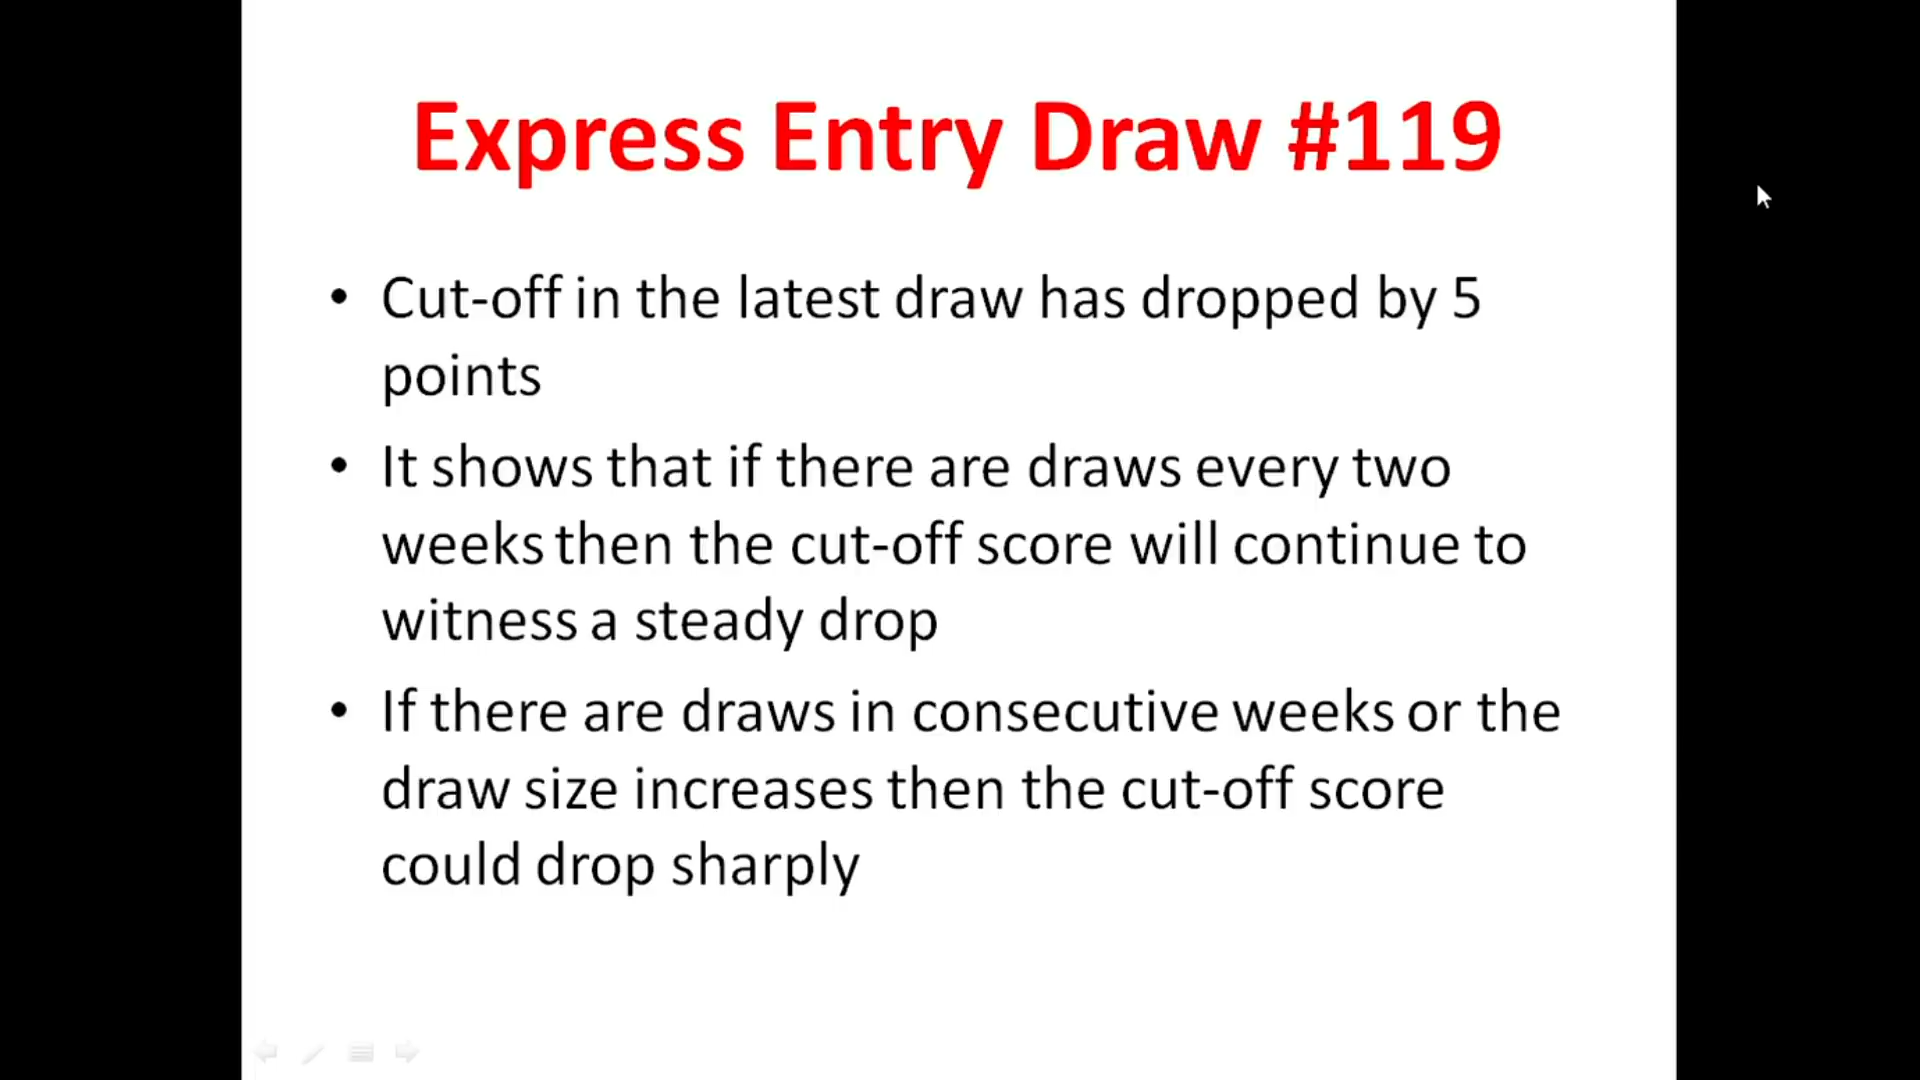 Express Entry Draw #119
• Cut-off in the latest draw has dropped by 5
points
• It shows that if there are draws every two
weeks then the cut-off score will continue to
witness a steady drop
• If there are draws in consecutive weeks or the
draw size increases then the cut-off score
could drop sharply